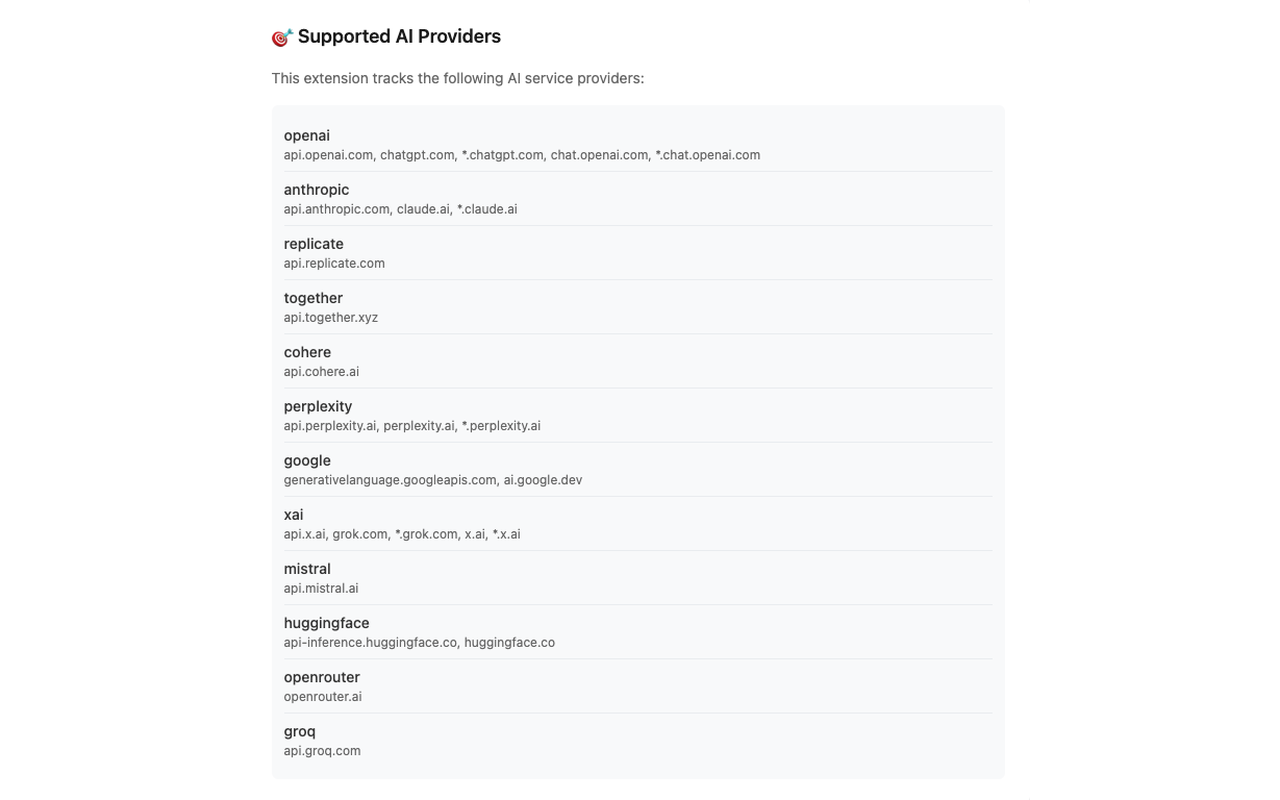 🎯 Supported AI Providers
This extension tracks the following AI service providers:
openai
api.openai.com, chatgpt.com, *.chatgpt.com, chat.openai.com, *.chat.openai.com
anthropic
api.anthropic.com, claude.ai, *.claude.ai
replicate
api.replicate.com
together
api.together.xyz
cohere
api.cohere.ai
perplexity
api.perplexity.ai, perplexity.ai, *.perplexity.ai
google
generativelanguage.googleapis.com, ai.google.dev
xai
api.x.ai, grok.com, *.grok.com, x.ai, *.x.ai
mistral
api.mistral.ai
huggingface
api-inference.huggingface.co, huggingface.co
openrouter
openrouter.ai
groq
api.groq.com